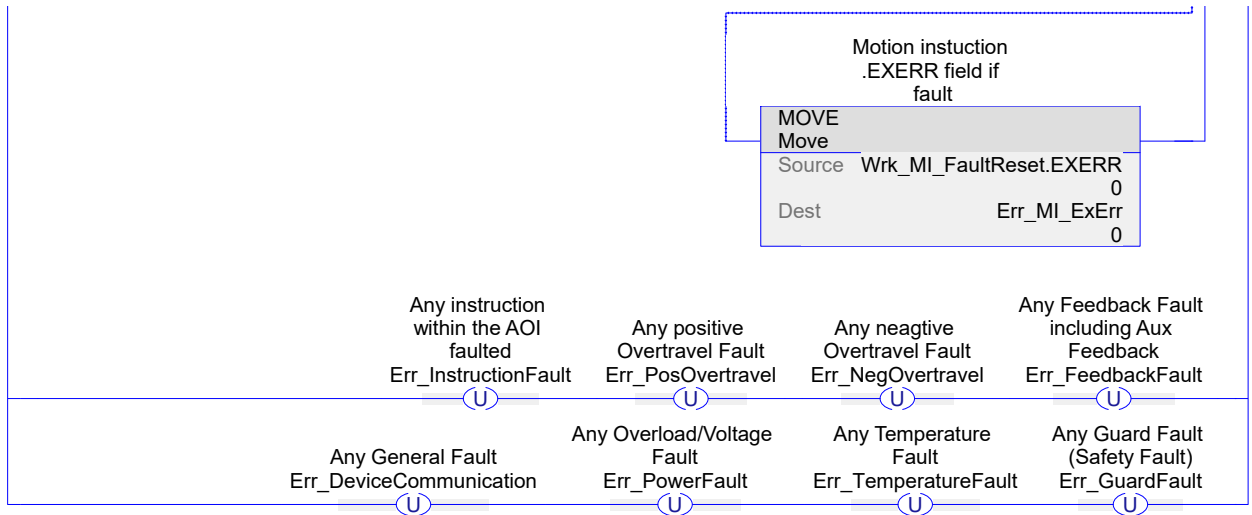 Motion instuction
.EXERR field if
fault
MOVE
Move
Source Wrk_MI_FaultReset.EXERR
0
Dest Err_MI_ExErr
0
Any instruction
within the AOI
faulted
Err_InstructionFault
Any positive
Overtravel Fault
Err_PosOvertravel
Any neagtive
Overtravel Fault
Err_NegOvertravel
Any Feedback Fault
including Aux
Feedback
Err_FeedbackFault
U U U U
Any General Fault
Err_DeviceCommunication
Any Overload/Voltage
Fault
Err_PowerFault
Any Temperature
Fault
Err_TemperatureFault
Any Guard Fault
(Safety Fault)
Err_GuardFault
U U U U